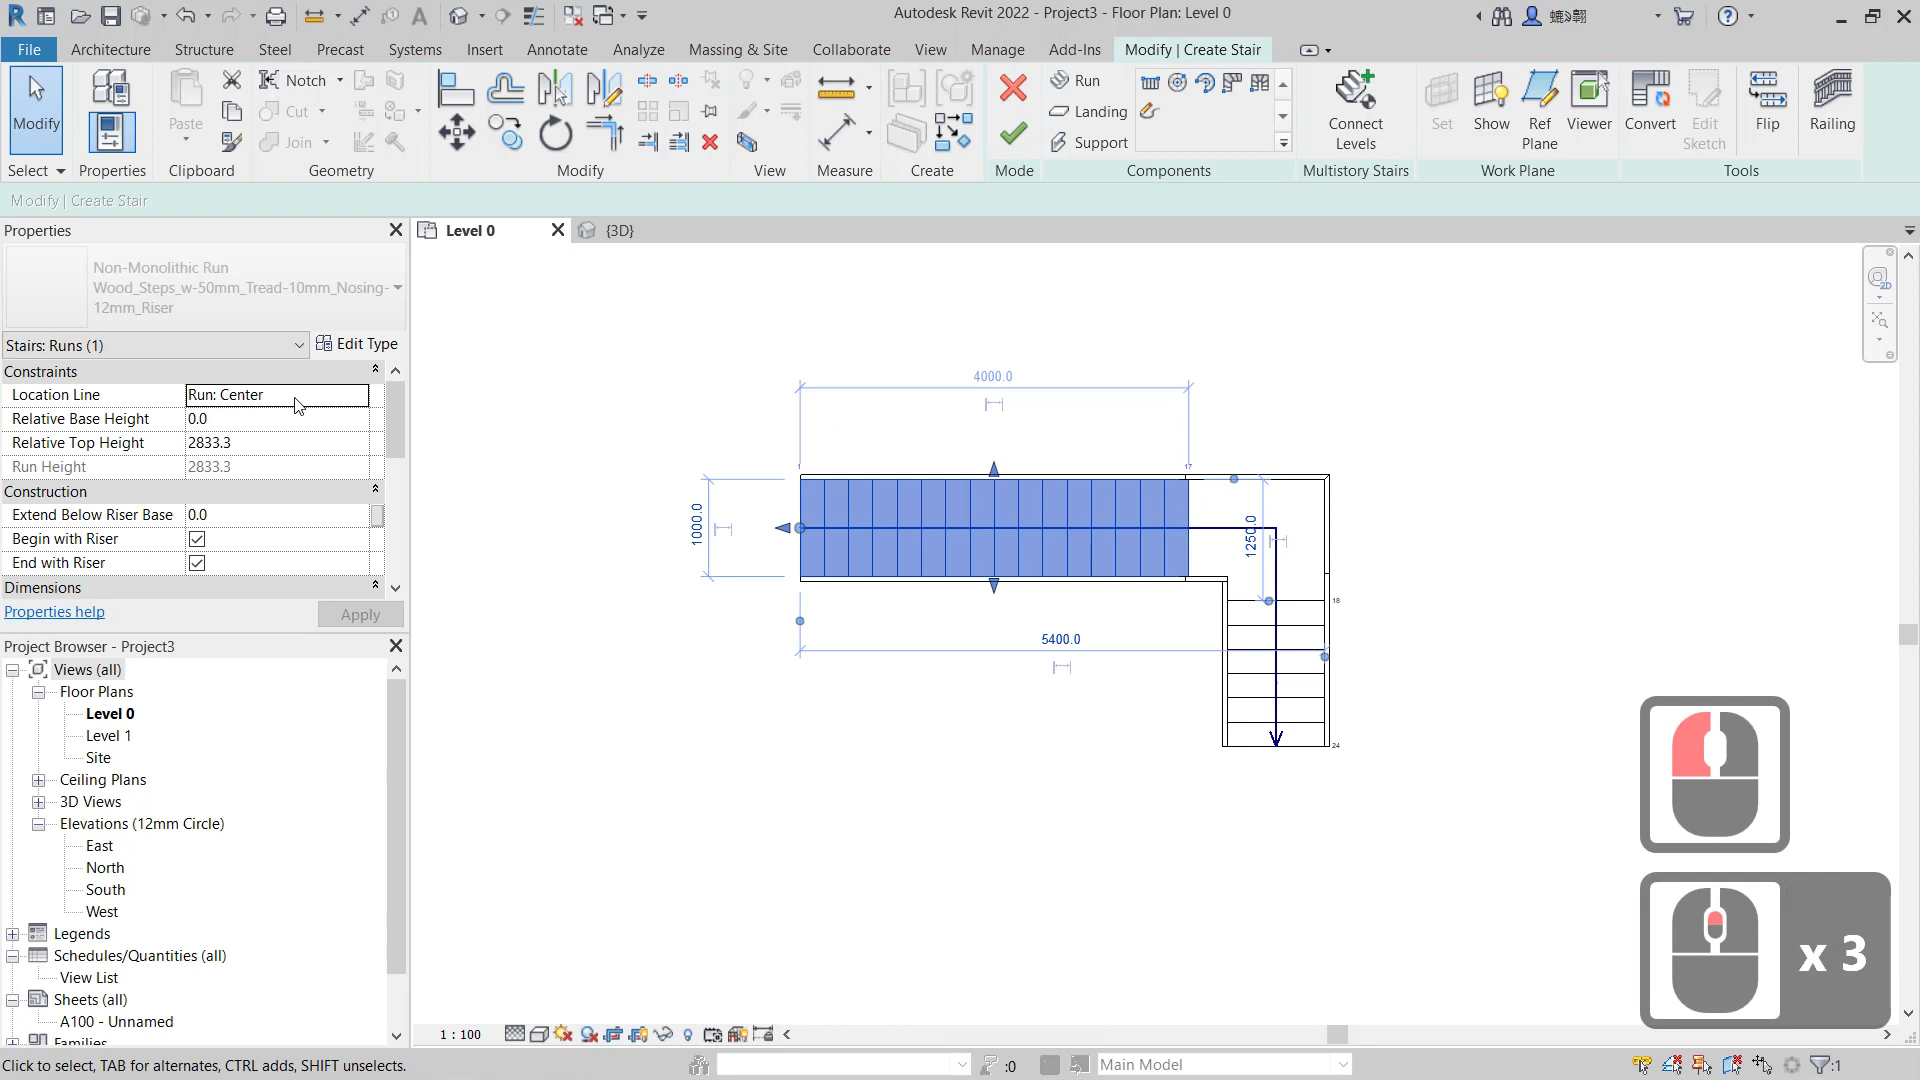 Autodesk Revit 2022 - Project3 - Floor Plan: Level 0
File Architecture Structure Steel Precast Systems Insert Annotate Analyze Massing & Site Collaborate View Manage Add-Ins Modify | Create Stair
Modify
Paste
Notch
Cut
Join
Run
Landing
Support
Connect
Levels
Set
Show
Ref
Plane
Viewer
Convert
Edit
Sketch
Flip
Railing
Select Properties Clipboard Geometry Modify View Measure Create Mode Components Multistory Stairs Work Plane Tools
Modify | Create Stair
Properties
Level 0
{3D}
Non-Monolithic Run
Wood_Steps_w-50mm_Tread-10mm_Nosing-
12mm_Riser
Stairs: Runs (1)
Edit Type
Constraints
Location Line Run: Center
Relative Base Height 0.0
Relative Top Height 2833.3
Run Height 2833.3
Construction
Extend Below Riser Base 0.0
Begin with Riser
End with Riser
Dimensions
Properties help
Apply
4000.0
1
17
1000.0
1250.0
18
5400.0
24
Project Browser - Project3
Views (all)
Floor Plans
Level 0
Level 1
Site
Ceiling Plans
3D Views
Elevations (12mm Circle)
East
North
South
West
Legends
Schedules/Quantities (all)
View List
Sheets (all)
A100 - Unnamed
Families
x 3
1 : 100
Click to select, TAB for alternates, CTRL adds, SHIFT unselects.
:0
Main Model
:1